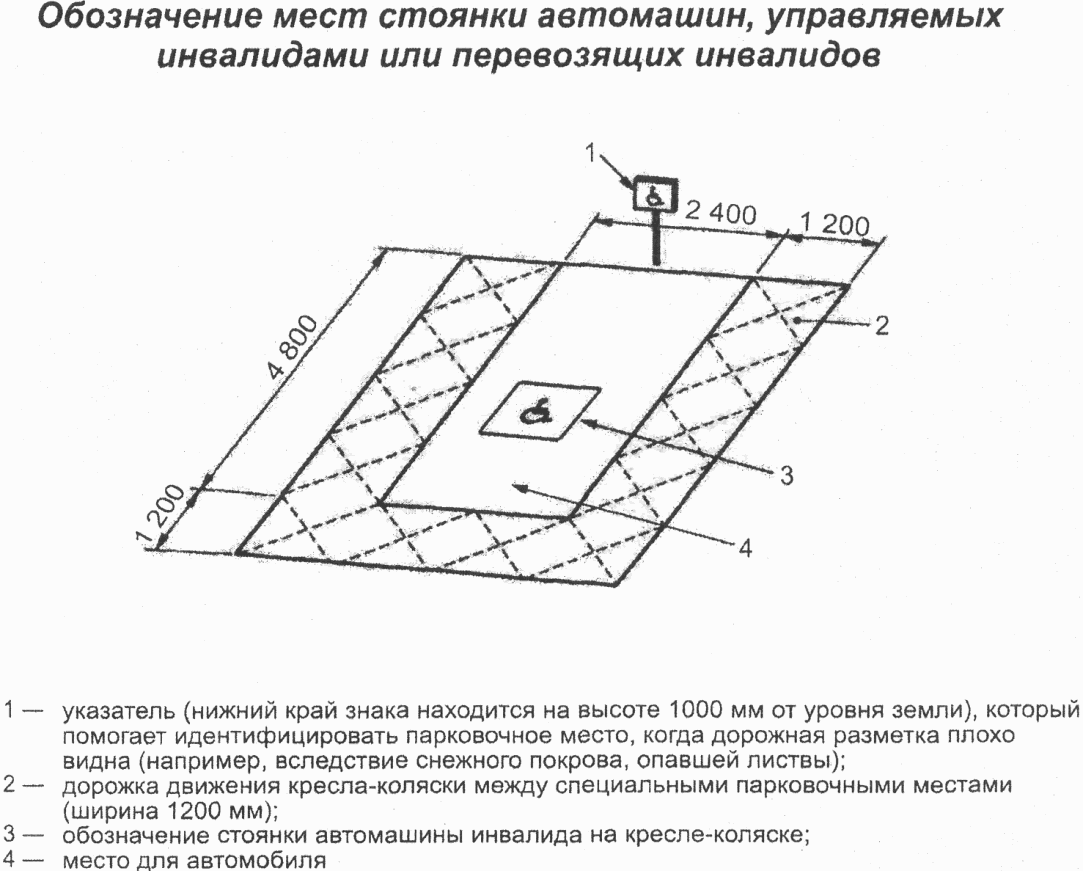 Обозначение мест стоянки автомашин, управляемых
инвалидами или перевозящих инвалидов
1
2 400
1 200
2
4 800
3
1 200
4
1 — указатель (нижний край знака находится на высоте 1000 мм от уровня земли), который
помогает идентифицировать парковочное место, когда дорожная разметка плохо
видна (например, вследствие снежного покрова, опавшей листвы);
2 — дорожка движения кресла-коляски между специальными парковочными местами
(ширина 1200 мм);
3 — обозначение стоянки автомашины инвалида на кресле-коляске;
4 — место для автомобиля